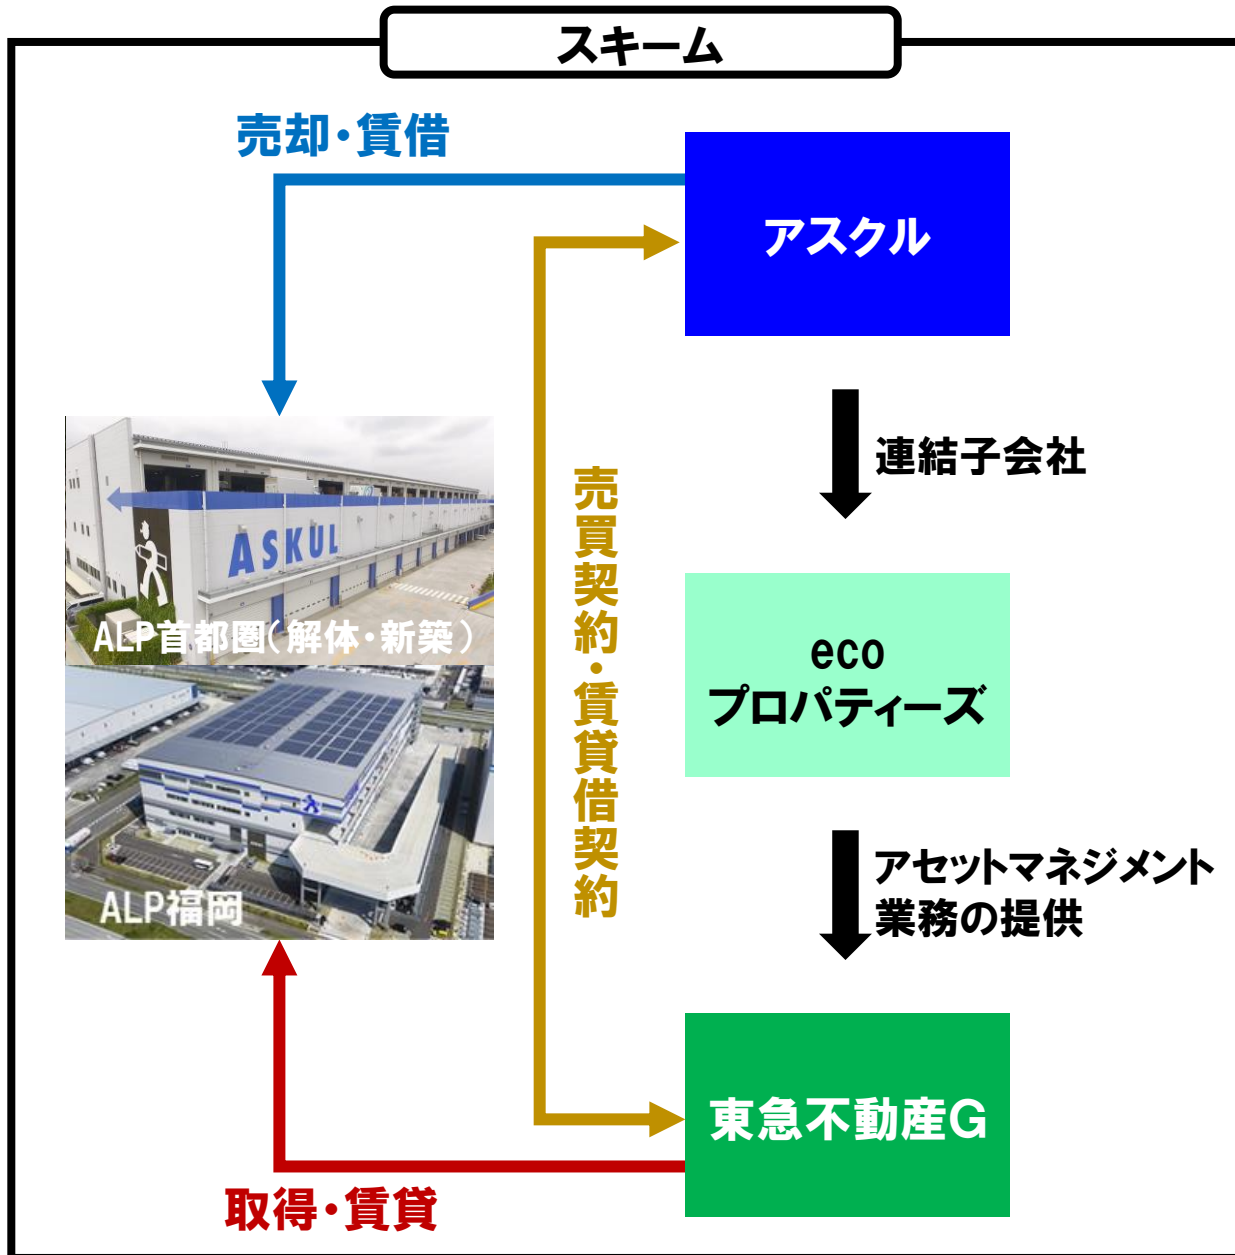 スキーム
売却・賃借
アスクル
連結子会社
ASKUL
ALP首都圏(解体・新築)
ALP福岡
売買契約・賃貸借契約
eco
プロパティーズ
アセットマネジメント
業務の提供
東急不動産G
取得・賃貸